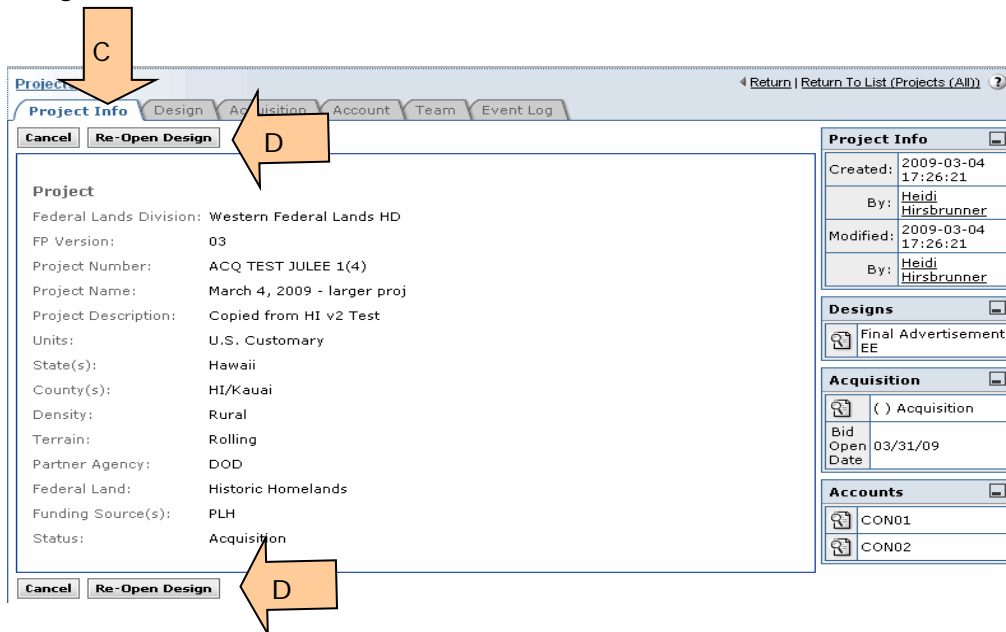 C
Projects
Return | Return To List (Projects (All)) ?
Project Info Design Acquisition Account Team Event Log
Cancel Re-Open Design
D
Project
Federal Lands Division: Western Federal Lands HD
FP Version: 03
Project Number: ACQ TEST JULEE 1(4)
Project Name: March 4, 2009 - larger proj
Project Description: Copied from HI v2 Test
Units: U.S. Customary
State(s): Hawaii
County(s): HI/Kauai
Density: Rural
Terrain: Rolling
Partner Agency: DOD
Federal Land: Historic Homelands
Funding Source(s): PLH
Status: Acquisition
Cancel Re-Open Design
D
Project Info
Created: 2009-03-04
17:26:21
By: Heidi
Hirsbrunner
Modified: 2009-03-04
17:26:21
By: Heidi
Hirsbrunner
Designs
Final Advertisement
EE
Acquisition
( ) Acquisition
Bid
Open 03/31/09
Date
Accounts
CON01
CON02